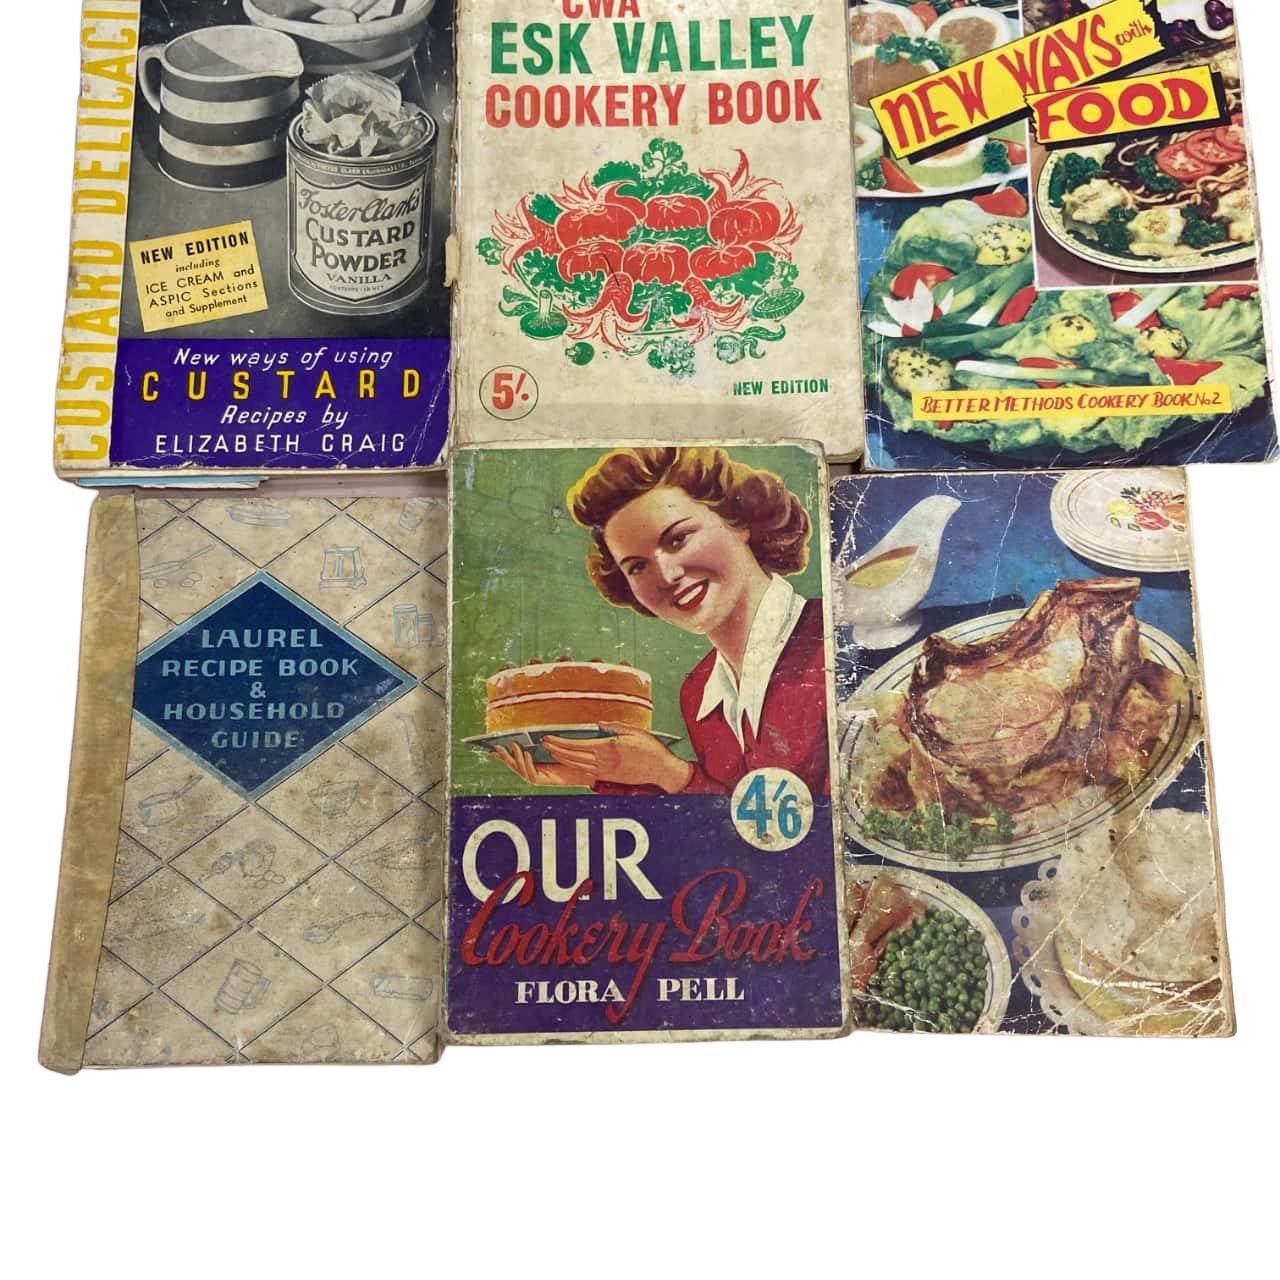 CUSTARD DELICACI
FOSTER CLARK
Foster Clark's
CUSTARD
POWDER
VANILLA
NEW EDITION
including
ICE CREAM and
ASPIC Sections
and Supplement
New ways of using
CUSTARD
Recipes by
ELIZABETH CRAIG
CWA
ESK VALLEY
COOKERY BOOK
5/.
NEW EDITION
NEW WAYS with
FOOD
BETTER METHODS COOKERY BOOK No 2
LAUREL
RECIPE BOOK
&
HOUSEHOLD
GUIDE
4/6
OUR
Cookery Book
FLORA PELL